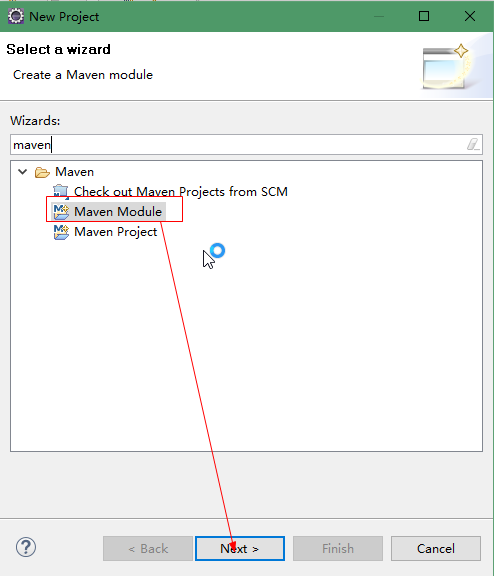 New Project
Select a wizard
Create a Maven module
Wizards:
maven
Maven
Check out Maven Projects from SCM
Maven Module
Maven Project
?
< Back
Next >
Finish
Cancel